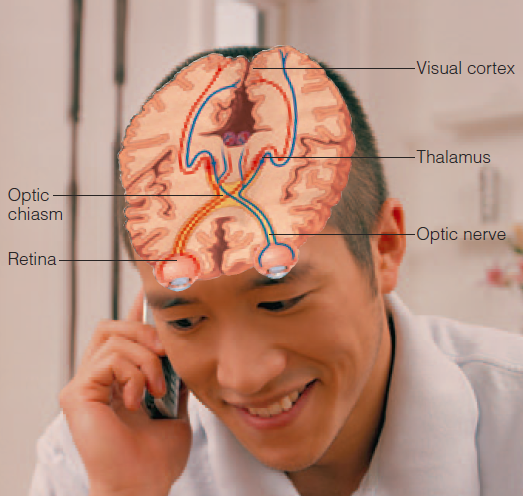 Visual cortex
Thalamus
Optic
chiasm
Optic nerve
Retina